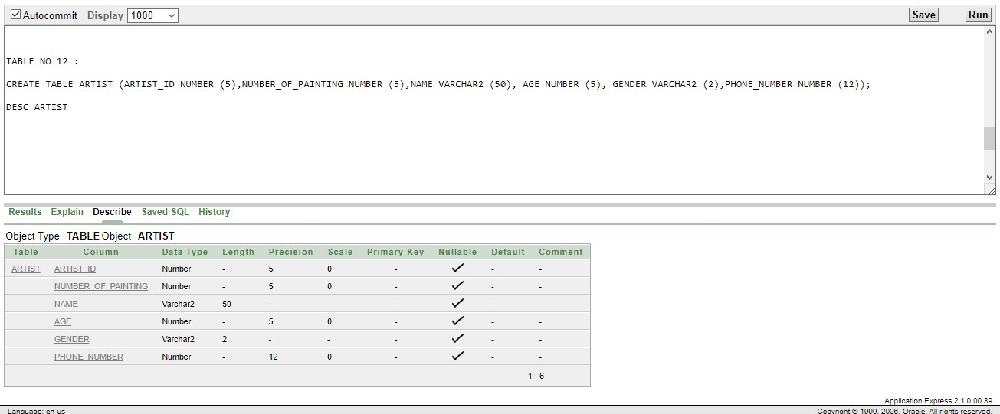 Autocommit Display 1000 Save Run
TABLE NO 12 :
CREATE TABLE ARTIST (ARTIST_ID NUMBER (5),NUMBER_OF_PAINTING NUMBER (5),NAME VARCHAR2 (50), AGE NUMBER (5), GENDER VARCHAR2 (2),PHONE_NUMBER NUMBER (12));
DESC ARTIST
Results Explain Describe Saved SQL History
Object Type TABLE Object ARTIST
Table Column Data Type Length Precision Scale Primary Key Nullable Default Comment
ARTIST ARTIST_ID Number - 5 0 - - -
NUMBER_OF_PAINTING Number - 5 0 - - -
NAME Varchar2 50 - - - - -
AGE Number - 5 0 - - -
GENDER Varchar2 2 - - - - -
PHONE_NUMBER Number - 12 0 - - -
1 - 6
Application Express 2.1.0.00.39
Language: en-us Copyright © 1999, 2006, Oracle. All rights reserved.